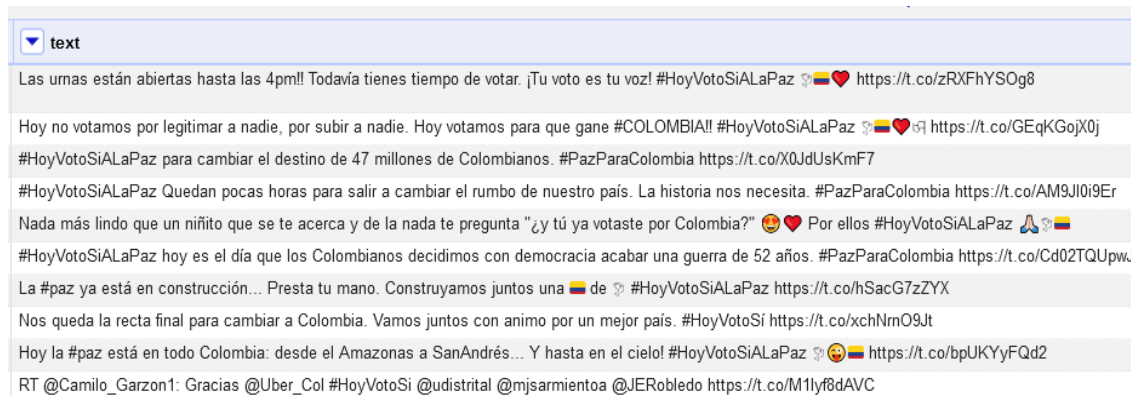 text
Las urnas están abiertas hasta las 4pm!! Todavía tienes tiempo de votar. ¡Tu voto es tu voz! #HoyVotoSiALaPaz 🕊🇨🇴❤️ https://t.co/zRXFhYSOg8
Hoy no votamos por legitimar a nadie, por subir a nadie. Hoy votamos para que gane #COLOMBIA!! #HoyVotoSiALaPaz 🕊🇨🇴❤️ https://t.co/GEqKGojX0j
#HoyVotoSiALaPaz para cambiar el destino de 47 millones de Colombianos. #PazParaColombia https://t.co/X0JdUsKmF7
#HoyVotoSiALaPaz Quedan pocas horas para salir a cambiar el rumbo de nuestro país. La historia nos necesita. #PazParaColombia https://t.co/AM9JI0i9Er
Nada más lindo que un niñito que se te acerca y de la nada te pregunta "¿y tú ya votaste por Colombia?" 😍❤️ Por ellos #HoyVotoSiALaPaz 🙏🕊🇨🇴
#HoyVotoSiALaPaz hoy es el día que los Colombianos decidimos con democracia acabar una guerra de 52 años. #PazParaColombia https://t.co/Cd02TQUpw
La #paz ya está en construcción... Presta tu mano. Construyamos juntos una 🇨🇴 de 🕊 #HoyVotoSiALaPaz https://t.co/hSacG7zZYX
Nos queda la recta final para cambiar a Colombia. Vamos juntos con animo por un mejor país. #HoyVotoSí https://t.co/xchNrnO9Jt
Hoy la #paz está en todo Colombia: desde el Amazonas a SanAndrés... Y hasta en el cielo! #HoyVotoSiALaPaz 🕊😜🇨🇴 https://t.co/bpUKYyFQd2
RT @Camilo_Garzon1: Gracias @Uber_Col #HoyVotoSi @udistrital @mjsarmientoa @JERobledo https://t.co/M1lyf8dAVC